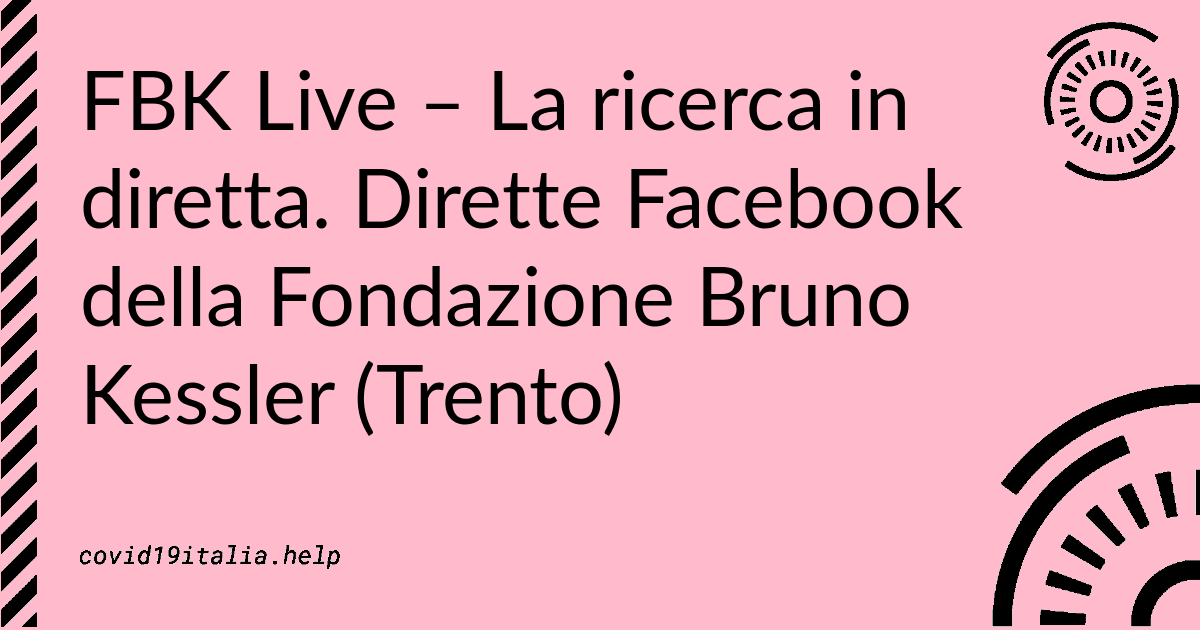 FBK Live – La ricerca in
diretta. Dirette Facebook
della Fondazione Bruno
Kessler (Trento)
covid19italia.help